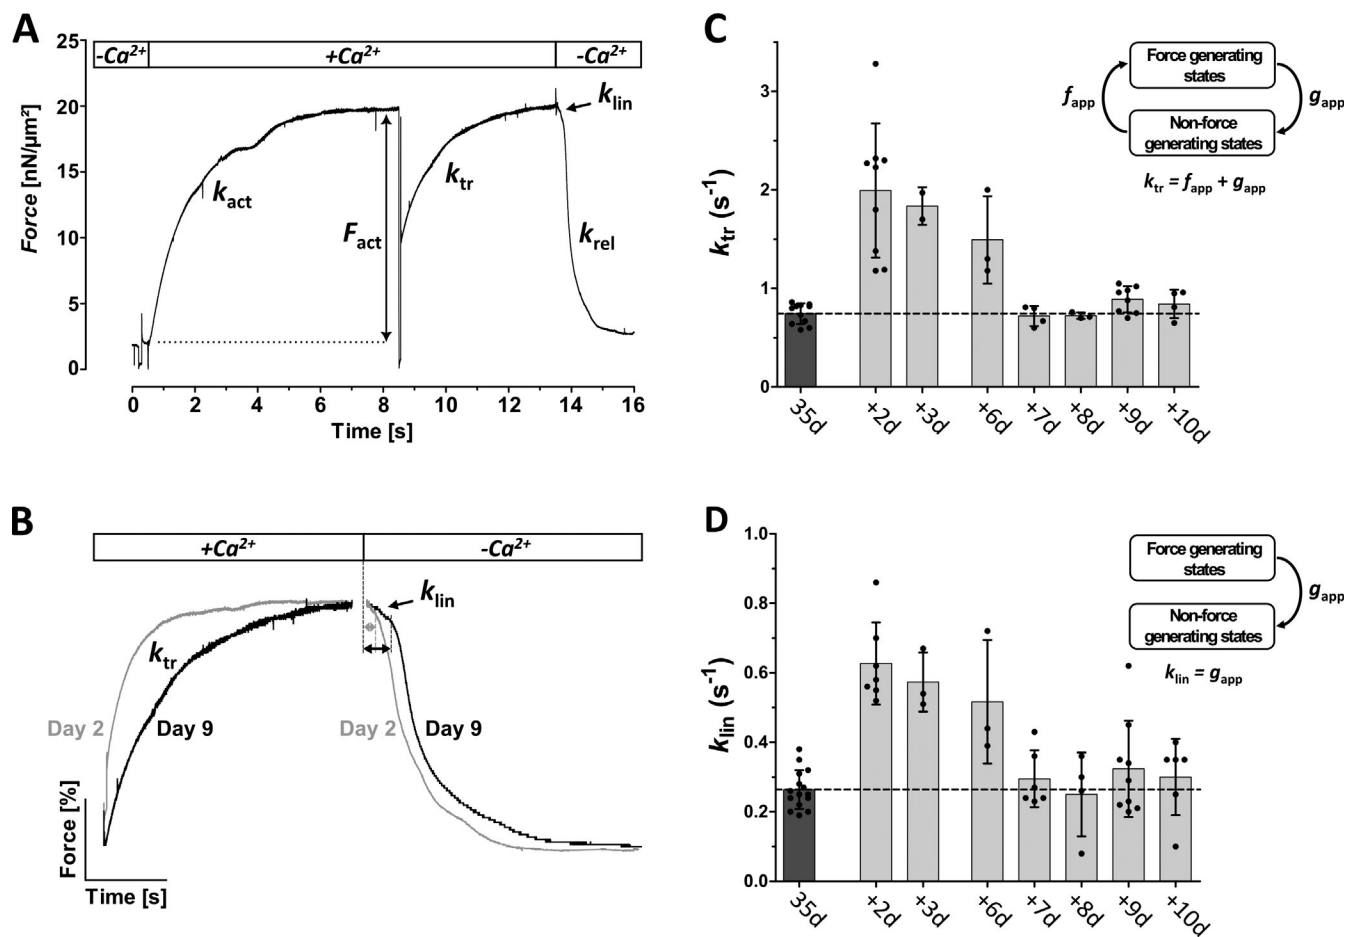 A
-Ca²⁺ +Ca²⁺ -Ca²⁺
25
20
15
10
5
0
Force [nN/µm²]
kact
Fact
ktr
klin
krel
0 2 4 6 8 10 12 14 16
Time [s]
B
+Ca²⁺ -Ca²⁺
klin
ktr
Day 2 Day 9 Day 2 Day 9
Force [%]
Time [s]
C
3
2
1
0
ktr (s⁻¹)
Force generating
states
fapp gapp
Non-force
generating states
ktr = fapp + gapp
35d +2d +3d +6d +7d +8d +9d +10d
D
1.0
0.8
0.6
0.4
0.2
0.0
klin (s⁻¹)
Force generating
states
gapp
Non-force
generating states
klin = gapp
35d +2d +3d +6d +7d +8d +9d +10d